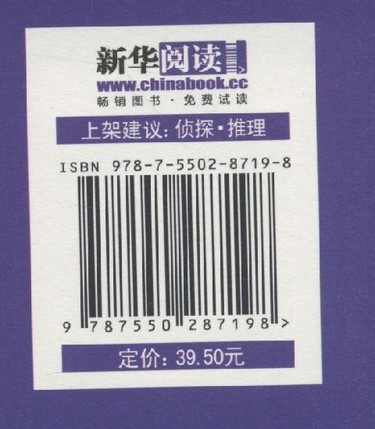 新华阅读
www.chinabook.cc
畅销图书·免费试读
上架建议：侦探·推理
ISBN 978-7-5502-8719-8
9 787550 287198 >
定价：39.50元